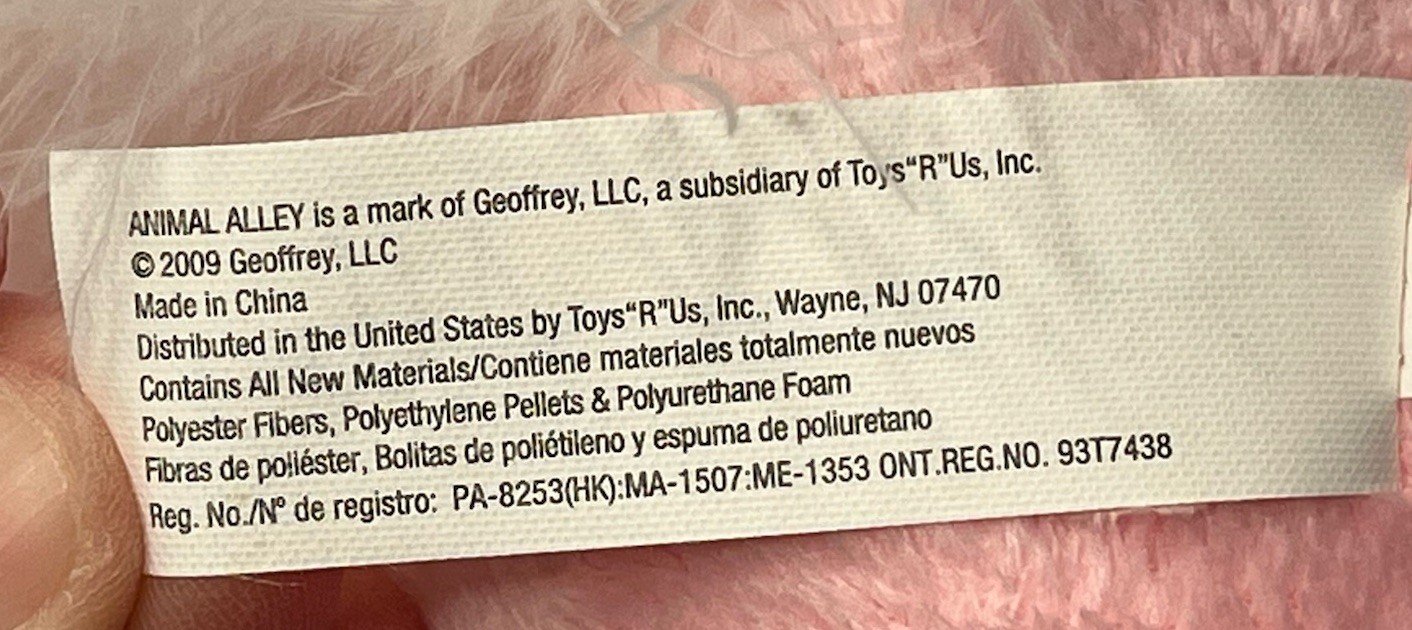 ANIMAL ALLEY is a mark of Geoffrey, LLC, a subsidiary of Toys“R”Us, Inc.
© 2009 Geoffrey, LLC
Made in China
Distributed in the United States by Toys“R”Us, Inc., Wayne, NJ 07470
Contains All New Materials/Contiene materiales totalmente nuevos
Polyester Fibers, Polyethylene Pellets & Polyurethane Foam
Fibras de poliéster, Bolitas de poliétileno y espuma de poliuretano
Reg. No./Nº de registro: PA-8253(HK):MA-1507:ME-1353 ONT.REG.NO. 93T7438